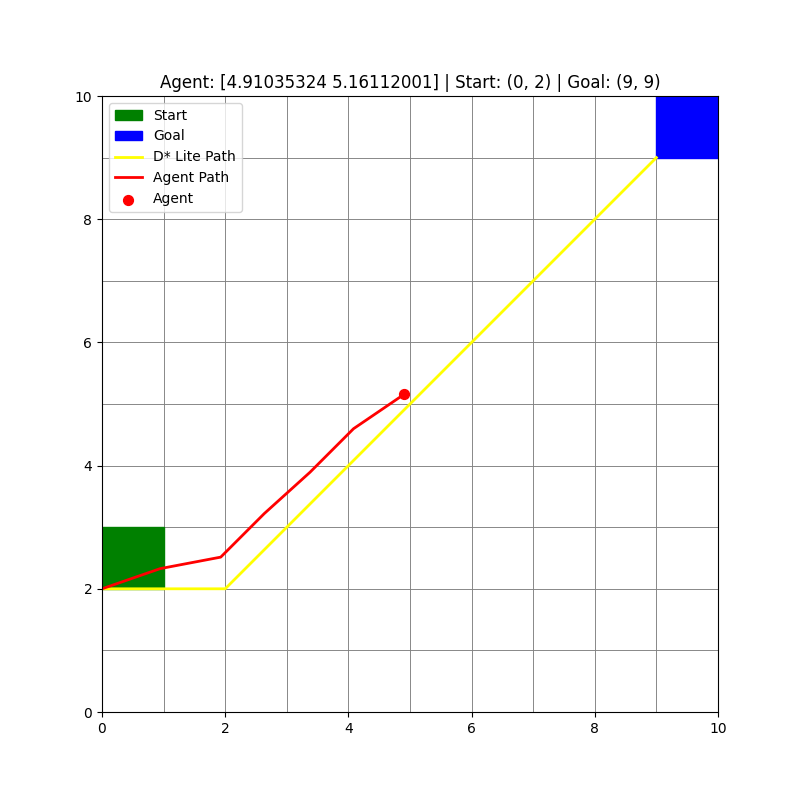 Agent: [4.91035324 5.16112001] | Start: (0, 2) | Goal: (9, 9)
Start
Goal
D* Lite Path
Agent Path
Agent
10
8
6
4
2
0
0 2 4 6 8 10